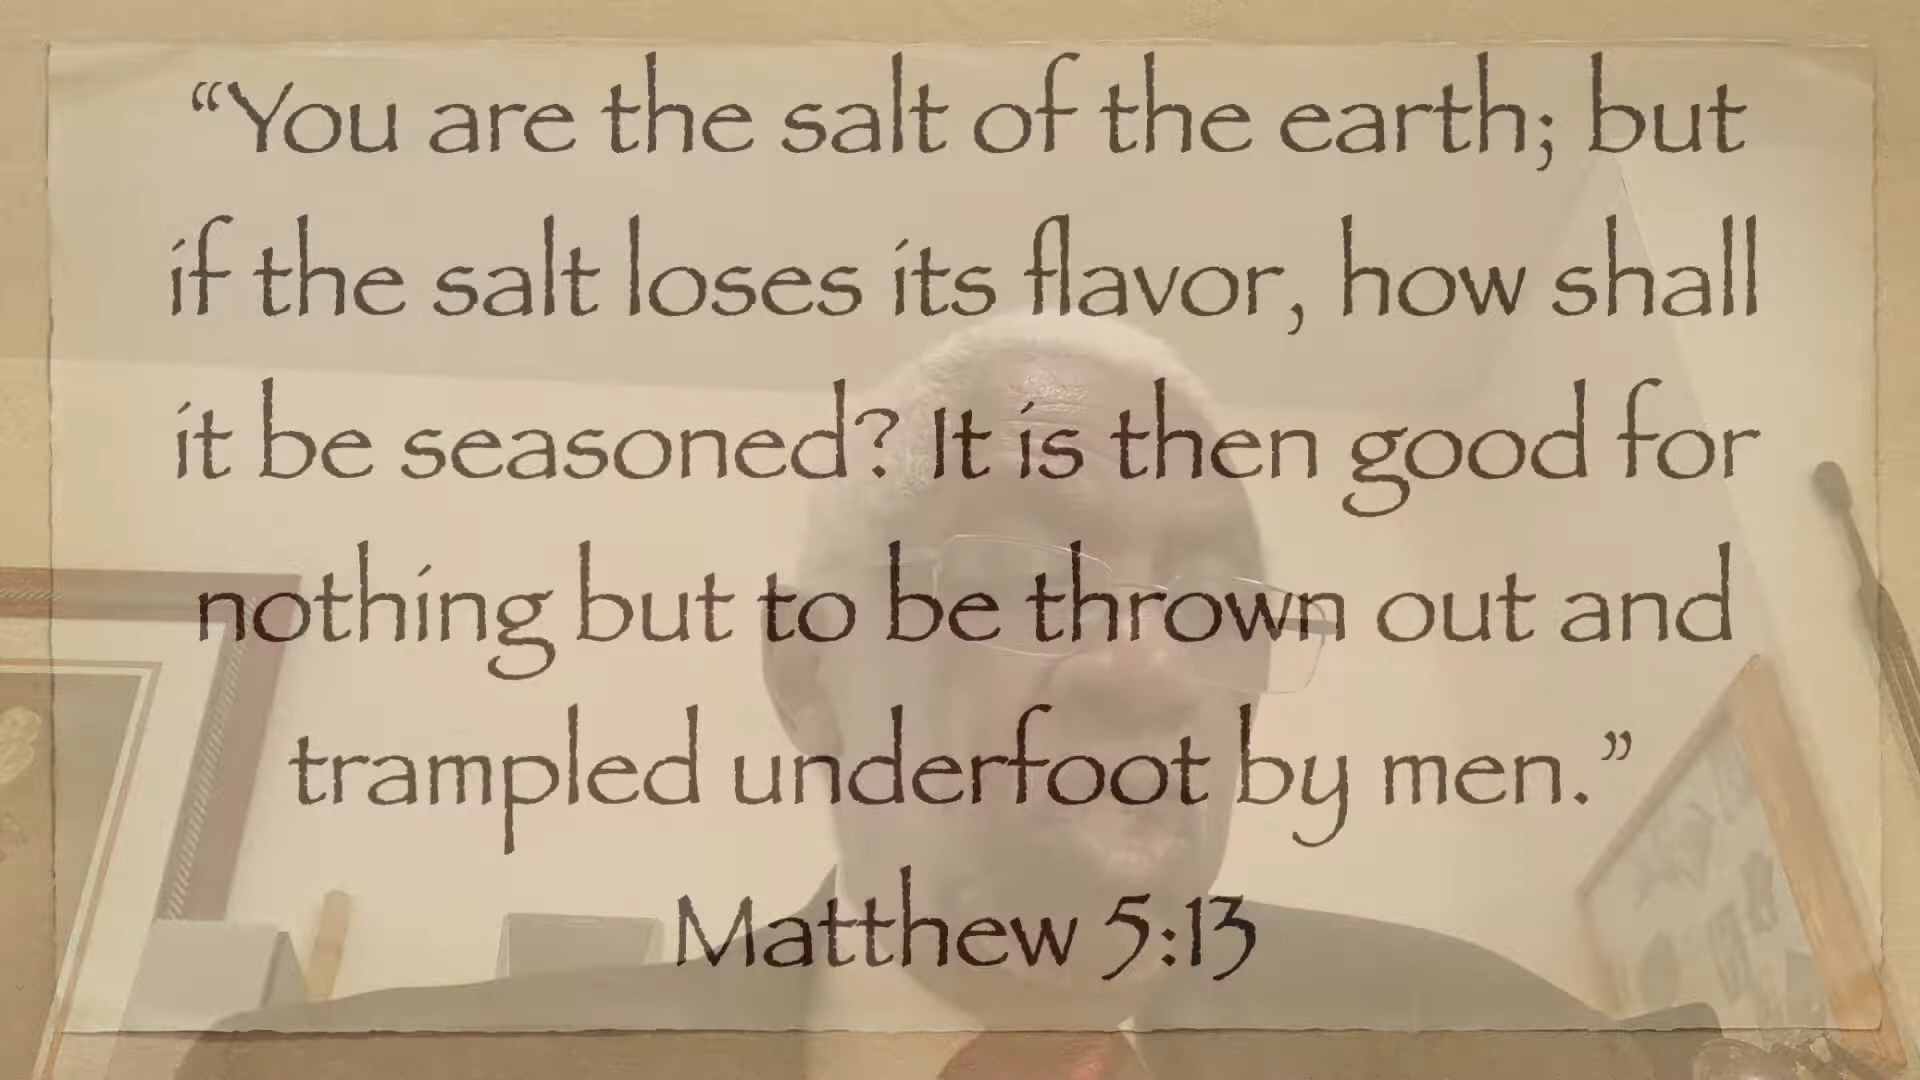 “You are the salt of the earth; but
if the salt loses its flavor, how shall
it be seasoned? It is then good for
nothing but to be thrown out and
trampled underfoot by men.”
Matthew 5:13